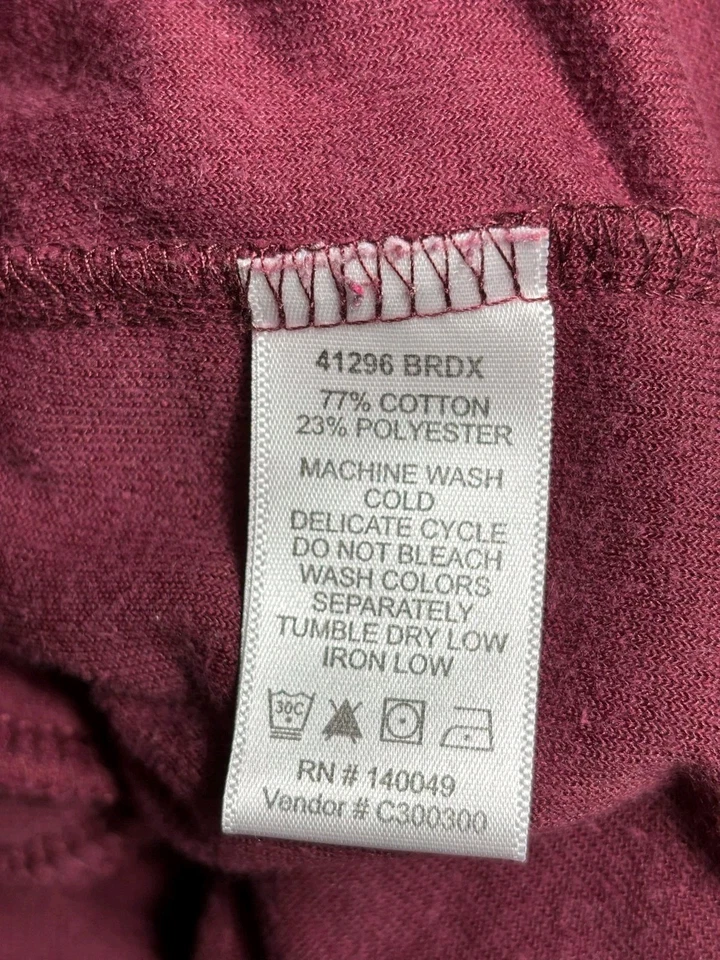 41296 BRDX
77% COTTON
23% POLYESTER
MACHINE WASH
COLD
DELICATE CYCLE
DO NOT BLEACH
WASH COLORS
SEPARATELY
TUMBLE DRY LOW
IRON LOW
30C
RN # 140049
Vendor # C300300